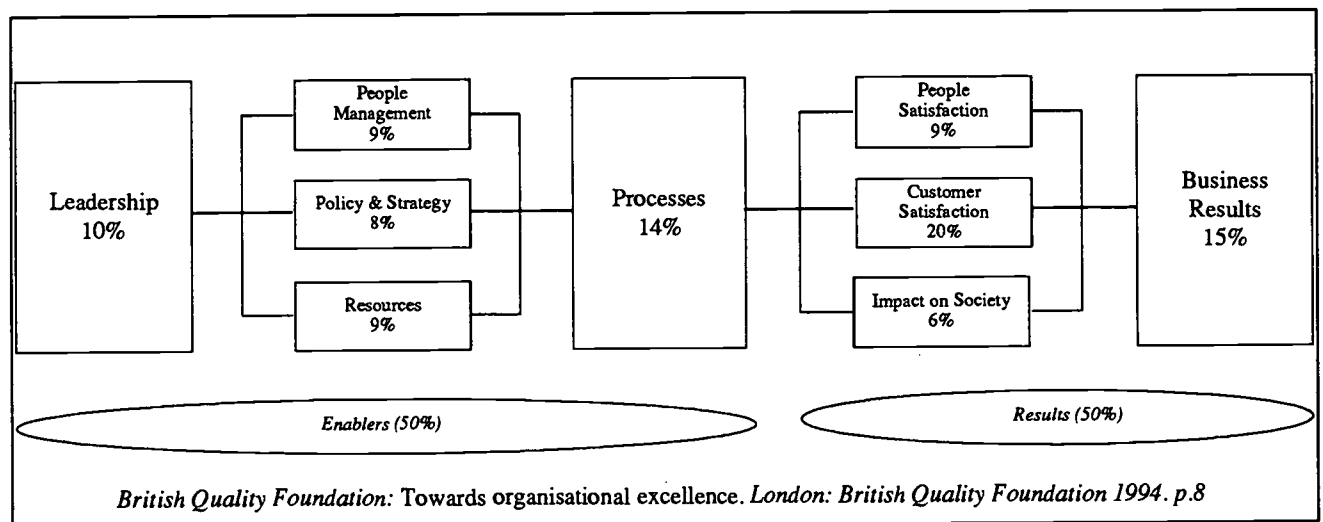 Leadership
10%
People
Management
9%
Policy & Strategy
8%
Resources
9%
Processes
14%
People
Satisfaction
9%
Customer
Satisfaction
20%
Impact on Society
6%
Business
Results
15%
Enablers (50%)
Results (50%)
British Quality Foundation: Towards organisational excellence. London: British Quality Foundation 1994. p.8